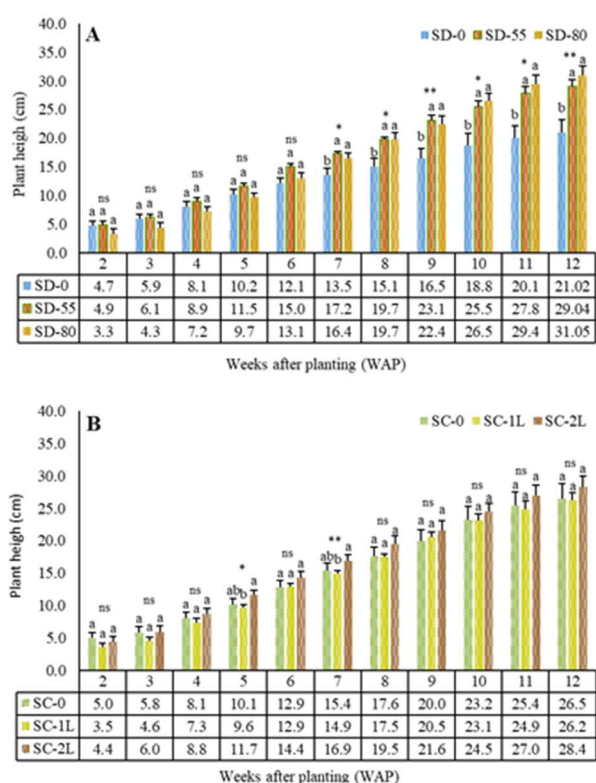 A
SD-0 SD-55 SD-80
Plant heigh (cm)
40.0
35.0
30.0
25.0
20.0
15.0
10.0
5.0
0.0
ns ns ns ns ns * * ** * * **
a a a a a a a a a a a a a a a b a a b a a b a a b a a b a a b a a
2 3 4 5 6 7 8 9 10 11 12
SD-0 4.7 5.9 8.1 10.2 12.1 13.5 15.1 16.5 18.8 20.1 21.02
SD-55 4.9 6.1 8.9 11.5 15.0 17.2 19.7 23.1 25.5 27.8 29.04
SD-80 3.3 4.3 7.2 9.7 13.1 16.4 19.7 22.4 26.5 29.4 31.05
Weeks after planting (WAP)
B
SC-0 SC-1L SC-2L
Plant heigh (cm)
40.0
35.0
30.0
25.0
20.0
15.0
10.0
5.0
0.0
ns ns ns * ns ** ns ns ns ns ns
a a a a a a a a a ab b a a a a ab b a a a a a a a a a a a a a a a a
2 3 4 5 6 7 8 9 10 11 12
SC-0 5.0 5.8 8.1 10.1 12.9 15.4 17.6 20.0 23.2 25.4 26.5
SC-1L 3.5 4.6 7.3 9.6 12.9 14.9 17.5 20.5 23.1 24.9 26.2
SC-2L 4.4 6.0 8.8 11.7 14.4 16.9 19.5 21.6 24.5 27.0 28.4
Weeks after planting (WAP)